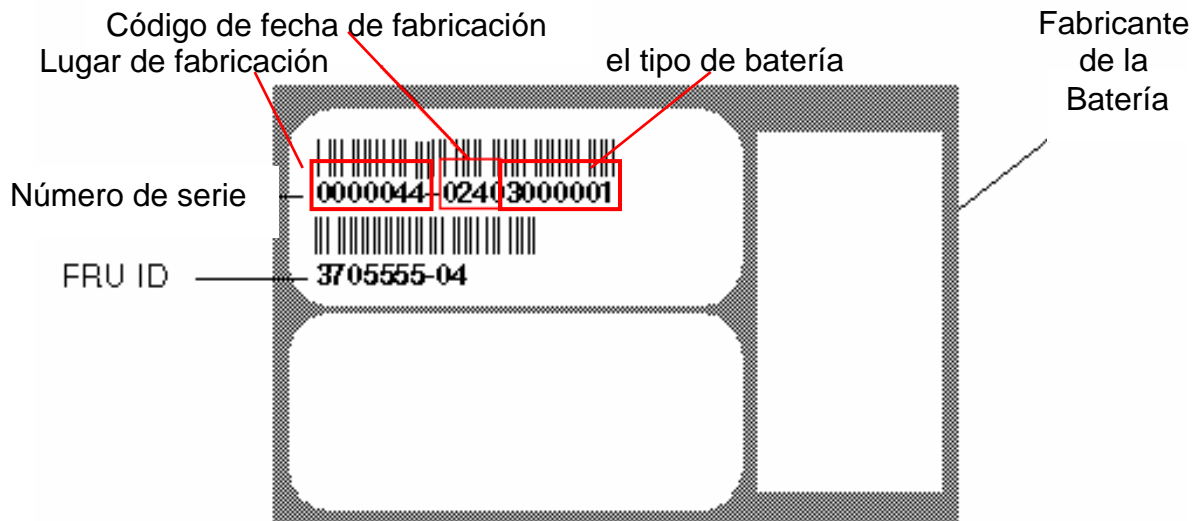 Código de fecha de fabricación
Lugar de fabricación
el tipo de batería
Fabricante
de la
Batería
Número de serie
0000044-02403000001
FRU ID
3705555-04